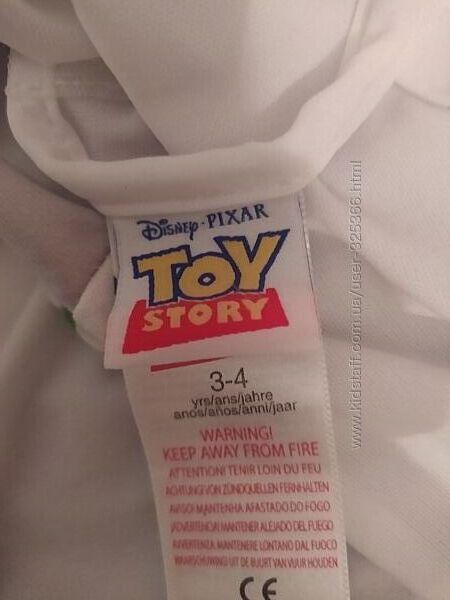 Disney·PIXAR
TOY
STORY
3-4
yrs/ans/jahre
anos/años/anni/jaar
WARNING!
KEEP AWAY FROM FIRE
ATTENTION! TENIR LOIN DU FEU
ACHTUNG! VON ZÜNDQUELLEN FERNHALTEN
AVISO! MANTENHA AFASTADO DO FOGO
¡ADVERTENCIA! MANTENER ALEJADO DEL FUEGO
AVVERTENZA: MANTENERE LONTANO DAL FUOCO
WAARSCHUWING: UIT DE BUURT VAN VUUR HOUDEN
CE
www.kidstaff.com.ua/user-325366.html